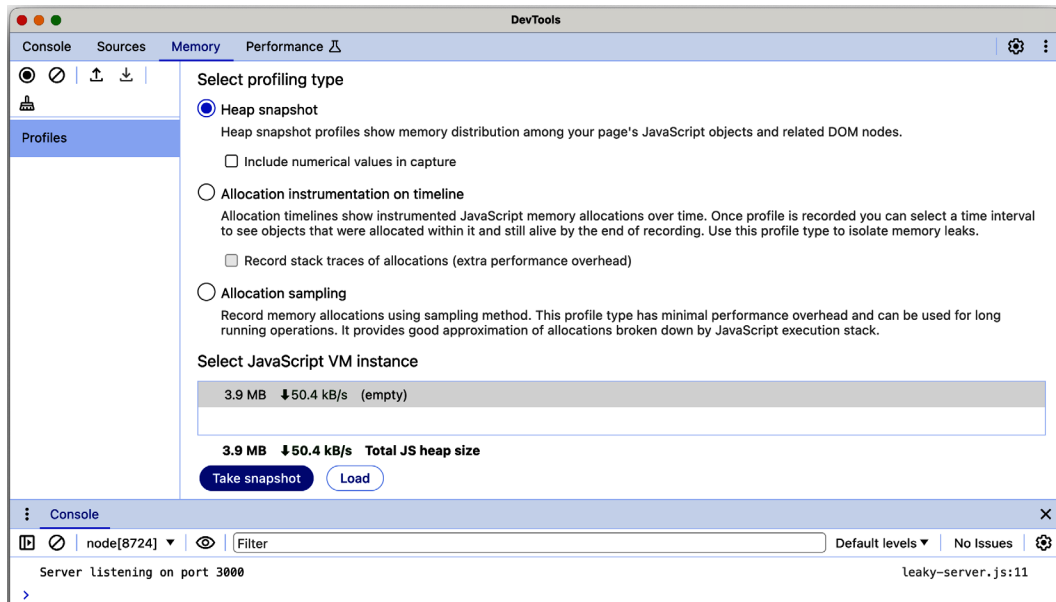 DevTools
Console Sources Memory Performance
Select profiling type
Profiles
Heap snapshot
Heap snapshot profiles show memory distribution among your page's JavaScript objects and related DOM nodes.
Include numerical values in capture
Allocation instrumentation on timeline
Allocation timelines show instrumented JavaScript memory allocations over time. Once profile is recorded you can select a time interval
to see objects that were allocated within it and still alive by the end of recording. Use this profile type to isolate memory leaks.
Record stack traces of allocations (extra performance overhead)
Allocation sampling
Record memory allocations using sampling method. This profile type has minimal performance overhead and can be used for long
running operations. It provides good approximation of allocations broken down by JavaScript execution stack.
Select JavaScript VM instance
3.9 MB ⬇50.4 kB/s (empty)
3.9 MB ⬇50.4 kB/s Total JS heap size
Take snapshot Load
Console
node[8724] ▼ Filter Default levels ▼ No Issues
Server listening on port 3000 leaky-server.js:11
>